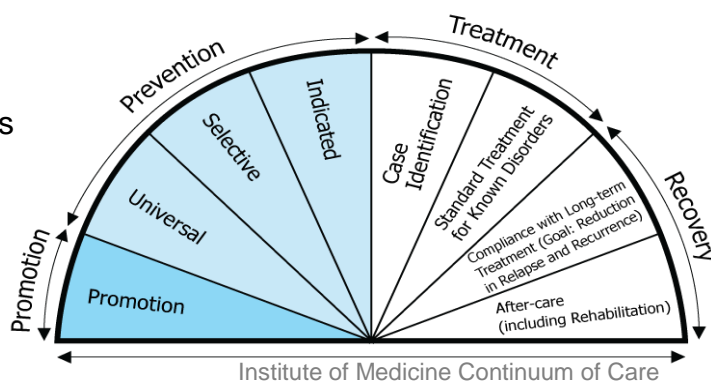 Prevention
Treatment
Recovery
Promotion
s
Promotion
Universal
Selective
Indicated
Case
Identification
Standard Treatment
for Known Disorders
Compliance with Long-term
Treatment (Goal: Reduction
in Relapse and Recurrence)
After-care
(including Rehabilitation)
Institute of Medicine Continuum of Care